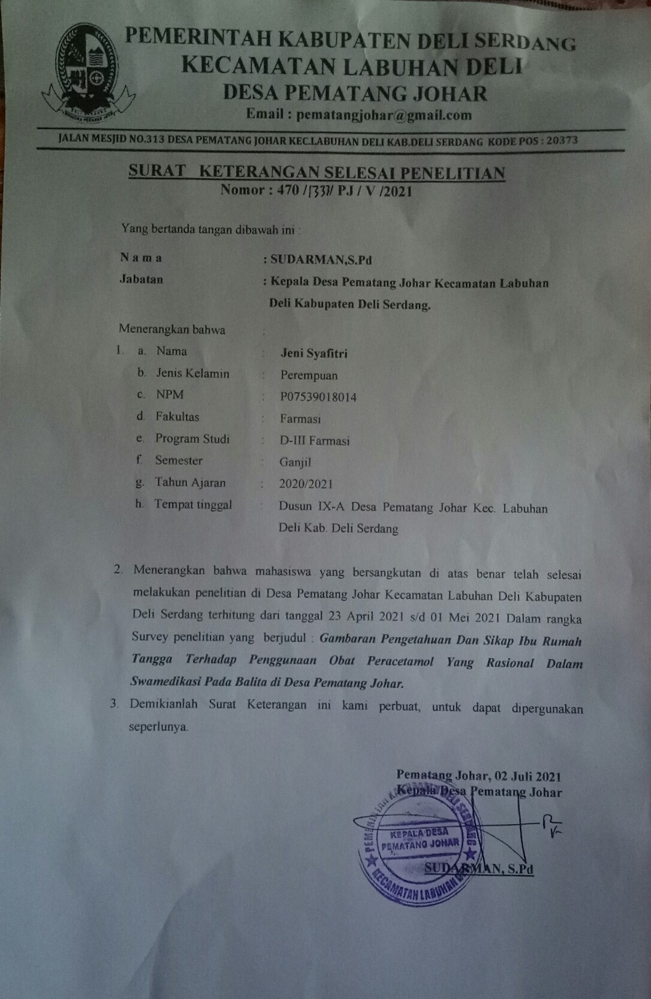 PEMERINTAH KABUPATEN DELI SERDANG
KECAMATAN LABUHAN DELI
DESA PEMATANG JOHAR
Email : pematangjohar@gmail.com
JALAN MESJID NO.313 DESA PEMATANG JOHAR KEC.LABUHAN DELI KAB.DELI SERDANG KODE POS : 20373
SURAT KETERANGAN SELESAI PENELITIAN
Nomor : 470 / / PJ / V /2021
Yang bertanda tangan dibawah ini :
N a m a : SUDARMAN,S.Pd
Jabatan : Kepala Desa Pematang Johar Kecamatan Labuhan
Deli Kabupaten Deli Serdang.
Menerangkan bahwa :
1. a. Nama : Jeni Syafitri
b. Jenis Kelamin : Perempuan
c. NPM : P07539018014
d. Fakultas : Farmasi
e. Program Studi : D-III Farmasi
f. Semester : Ganjil
g. Tahun Ajaran : 2020/2021
h. Tempat tinggal : Dusun IX-A Desa Pematang Johar Kec. Labuhan
Deli Kab. Deli Serdang
2. Menerangkan bahwa mahasiswa yang bersangkutan di atas benar telah selesai
melakukan penelitian di Desa Pematang Johar Kecamatan Labuhan Deli Kabupaten
Deli Serdang terhitung dari tanggal 23 April 2021 s/d 01 Mei 2021 Dalam rangka
Survey penelitian yang berjudul : Gambaran Pengetahuan Dan Sikap Ibu Rumah
Tangga Terhadap Penggunaan Obat Peracetamol Yang Rasional Dalam
Swamedikasi Pada Balita di Desa Pematang Johar.
3. Demikianlah Surat Keterangan ini kami perbuat, untuk dapat dipergunakan
seperlunya.
Pematang Johar, 02 Juli 2021
Kepala Desa Pematang Johar
KEPALA DESA
PEMATANG JOHAR
KECAMATAN LABUHAN
SUDARMAN, S.Pd